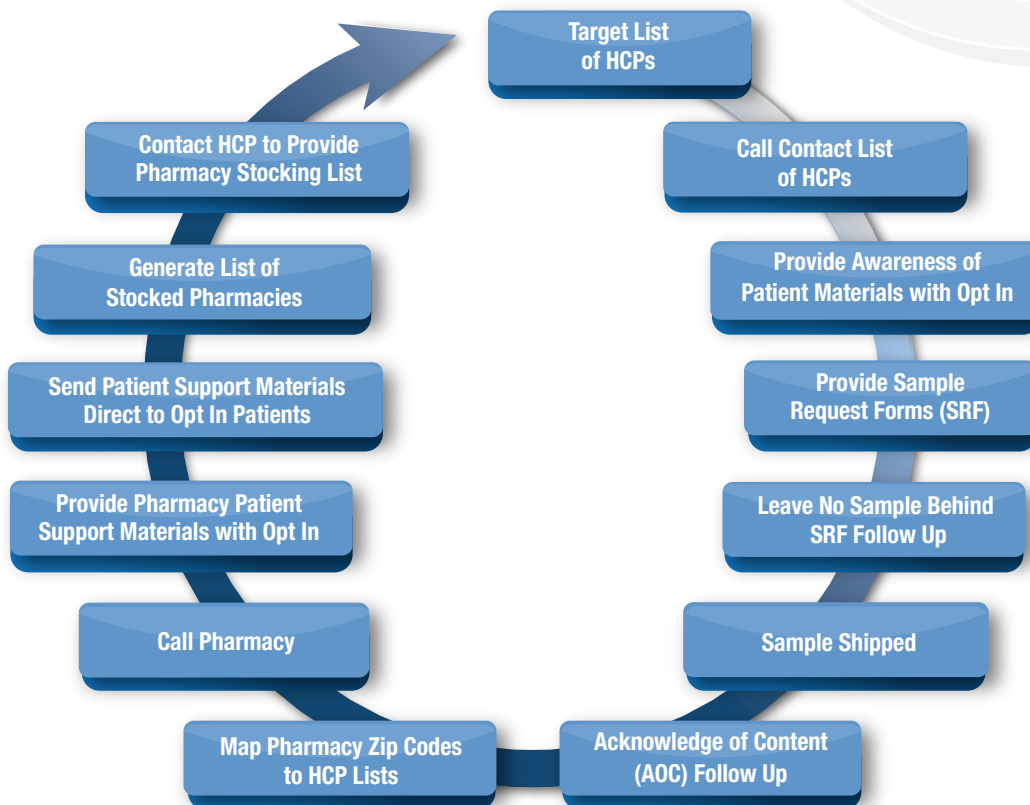 Target List
of HCPs
Call Contact List
of HCPs
Provide Awareness of
Patient Materials with Opt In
Provide Sample
Request Forms (SRF)
Leave No Sample Behind
SRF Follow Up
Sample Shipped
Acknowledge of Content
(AOC) Follow Up
Map Pharmacy Zip Codes
to HCP Lists
Call Pharmacy
Provide Pharmacy Patient
Support Materials with Opt In
Send Patient Support Materials
Direct to Opt In Patients
Generate List of
Stocked Pharmacies
Contact HCP to Provide
Pharmacy Stocking List